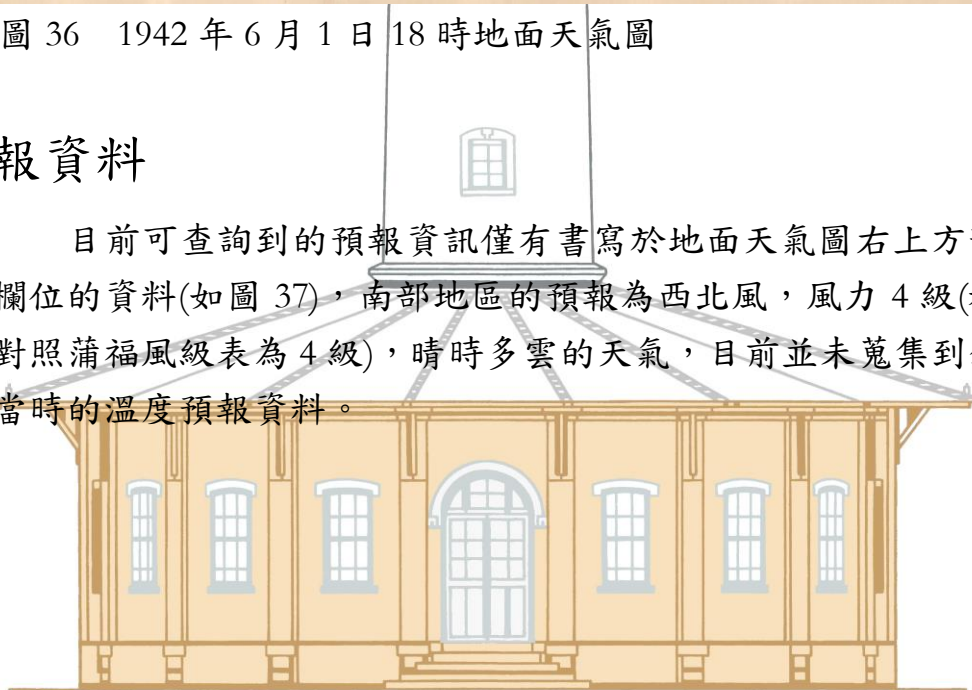 圖 36 1942 年 6 月 1 日 18 時地面天氣圖
報資料
目前可查詢到的預報資訊僅有書寫於地面天氣圖右上方
欄位的資料(如圖 37)，南部地區的預報為西北風，風力 4 級(
對照蒲福風級表為 4 級)，晴時多雲的天氣，目前並未蒐集到
當時的溫度預報資料。